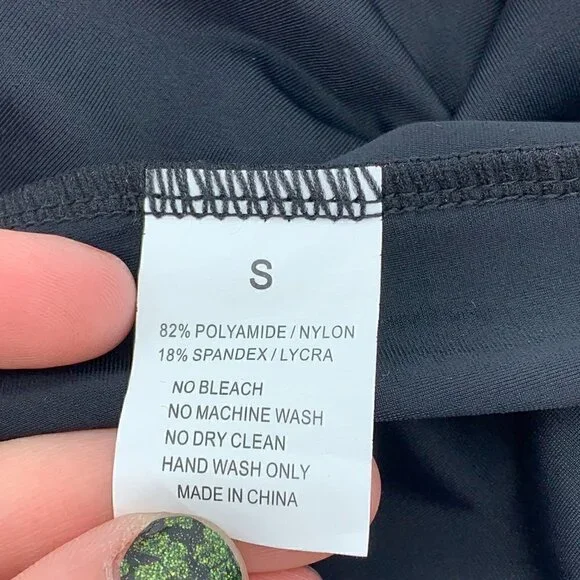 S
82% POLYAMIDE / NYLON
18% SPANDEX / LYCRA
NO BLEACH
NO MACHINE WASH
NO DRY CLEAN
HAND WASH ONLY
MADE IN CHINA